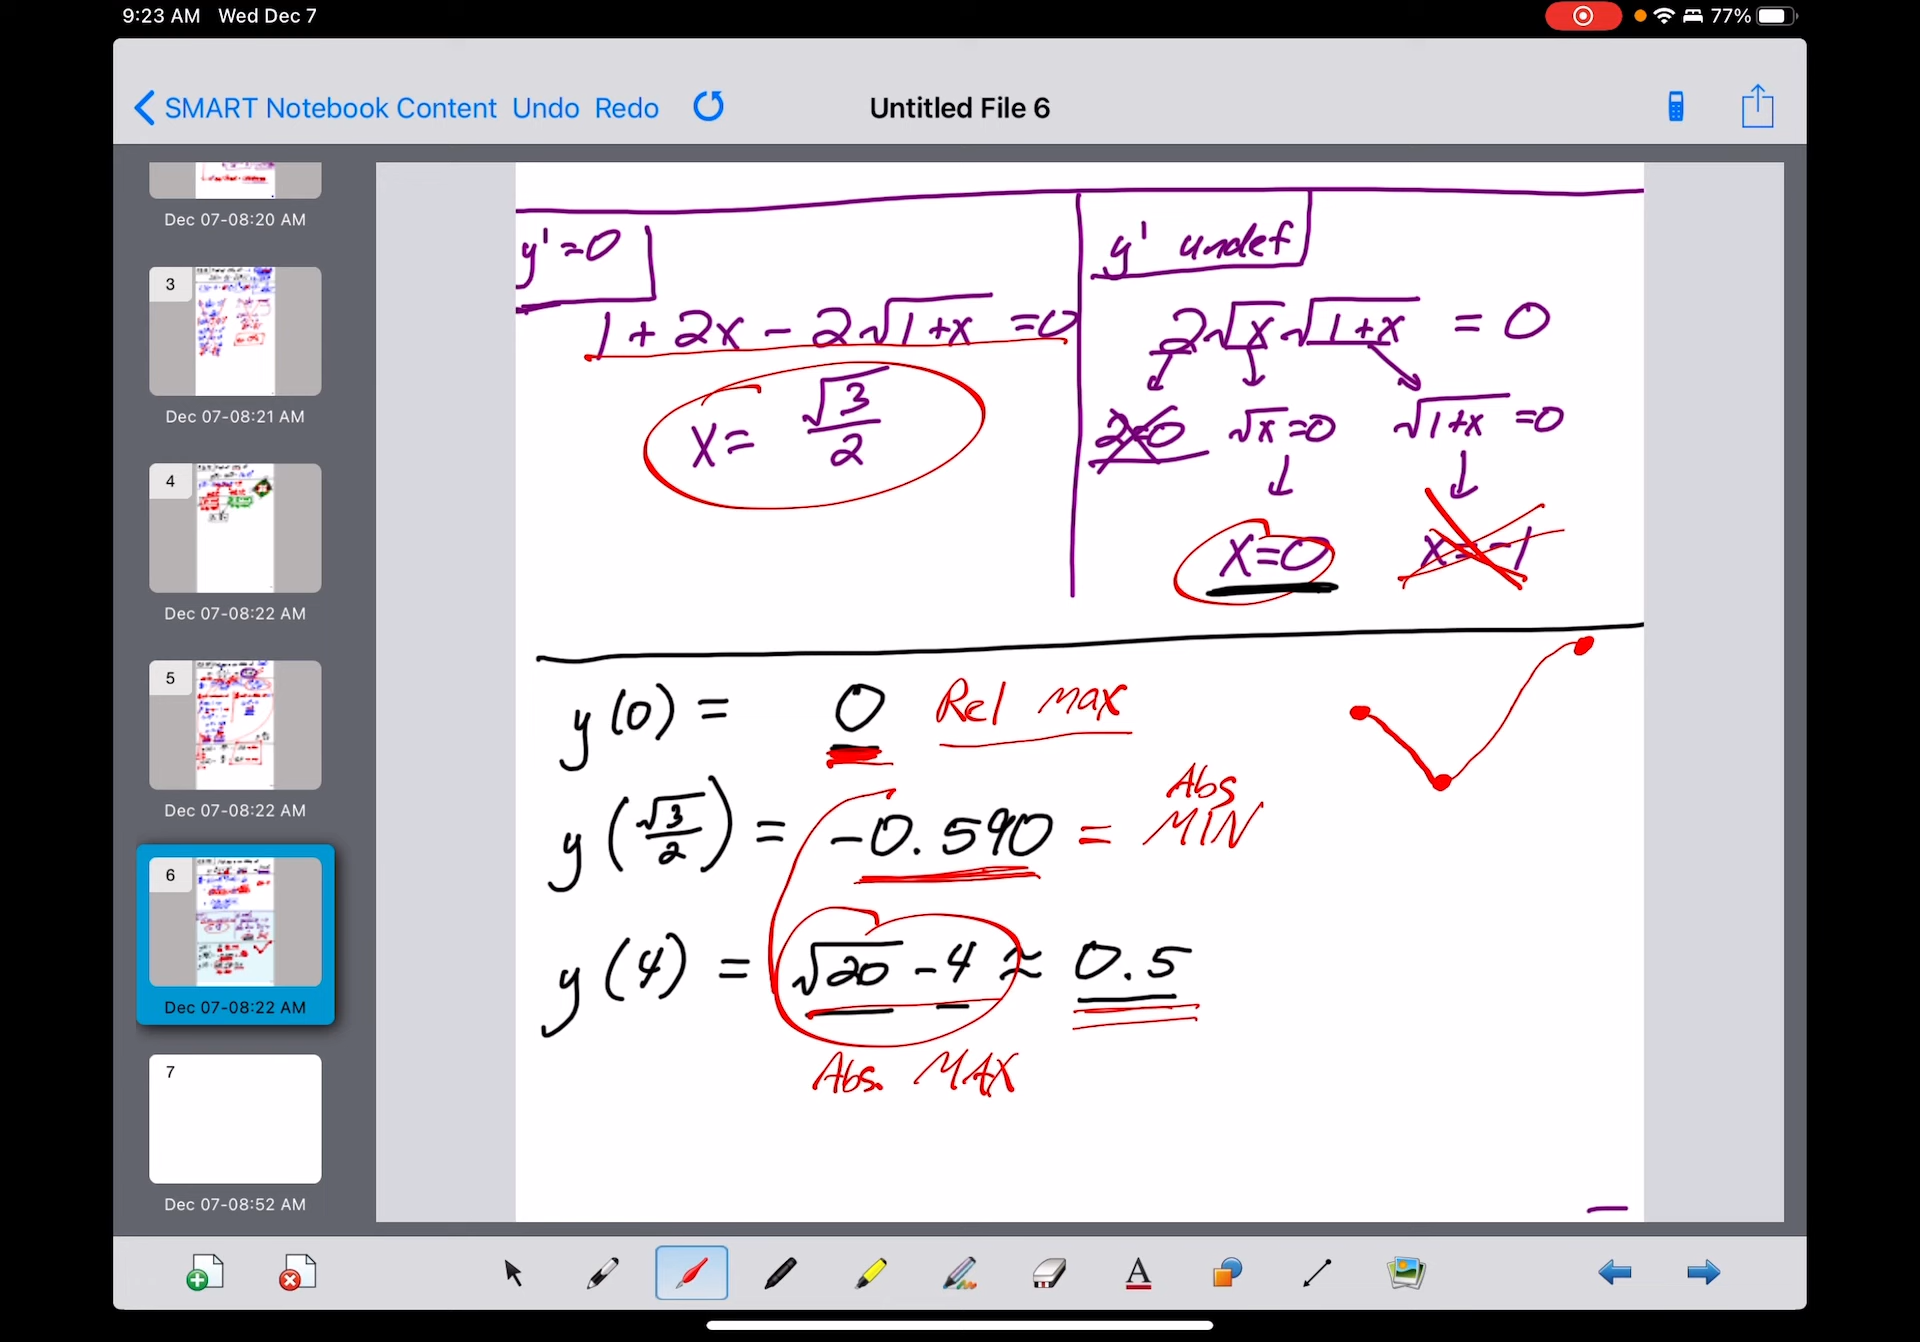 9:23 AM Wed Dec 7
77%
SMART Notebook Content Undo Redo
Untitled File 6
Dec 07-08:20 AM
3
Dec 07-08:21 AM
4
Dec 07-08:22 AM
5
Dec 07-08:22 AM
6
Dec 07-08:22 AM
7
Dec 07-08:52 AM
y'=0
1 + 2x - 2√(1+x) = 0
x = √3/2
y' undef
2√x√(1+x) = 0
2=0 √x=0 √(1+x)=0
x=0 x=-1
y(0) = 0 Rel max
y(√3/2) = -0.590 = Abs MIN
y(4) = √20 - 4 ≈ 0.5
Abs. MAX
A